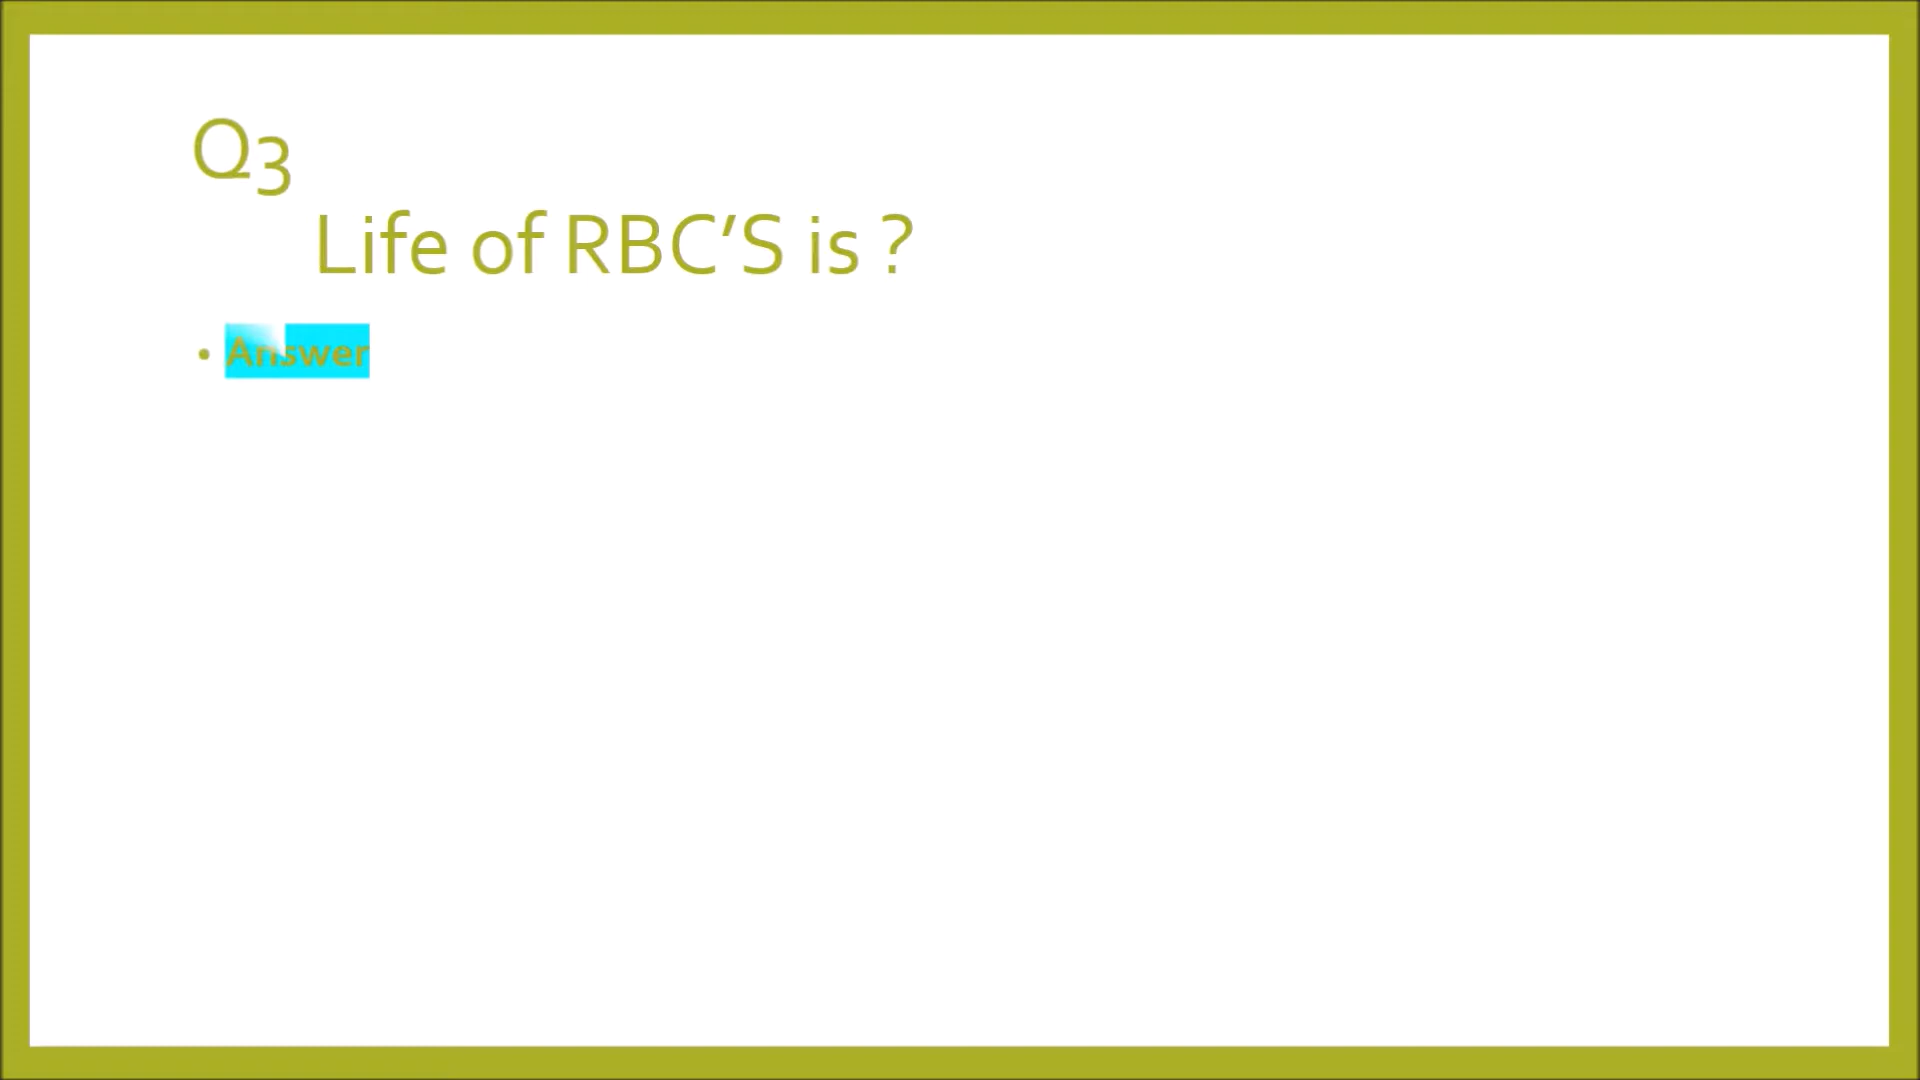 Q3
Life of RBC’S is ?
• Answer